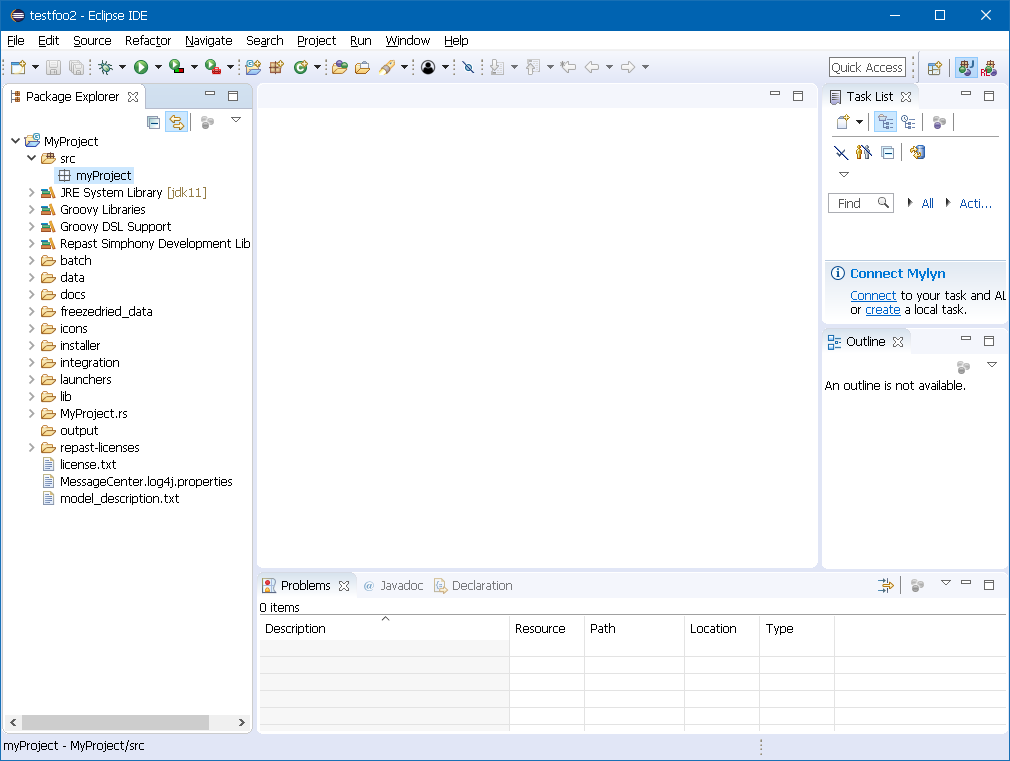 testfoo2 - Eclipse IDE
File Edit Source Refactor Navigate Search Project Run Window Help
Quick Access
Package Explorer
MyProject
src
myProject
JRE System Library [jdk11]
Groovy Libraries
Groovy DSL Support
Repast Simphony Development Lib
batch
data
docs
freezedried_data
icons
installer
integration
launchers
lib
MyProject.rs
output
repast-licenses
license.txt
MessageCenter.log4j.properties
model_description.txt
Task List
Find All Acti...
Connect Mylyn
Connect to your task and AL
or create a local task.
Outline
An outline is not available.
Problems @ Javadoc Declaration
0 items
Description Resource Path Location Type
myProject - MyProject/src